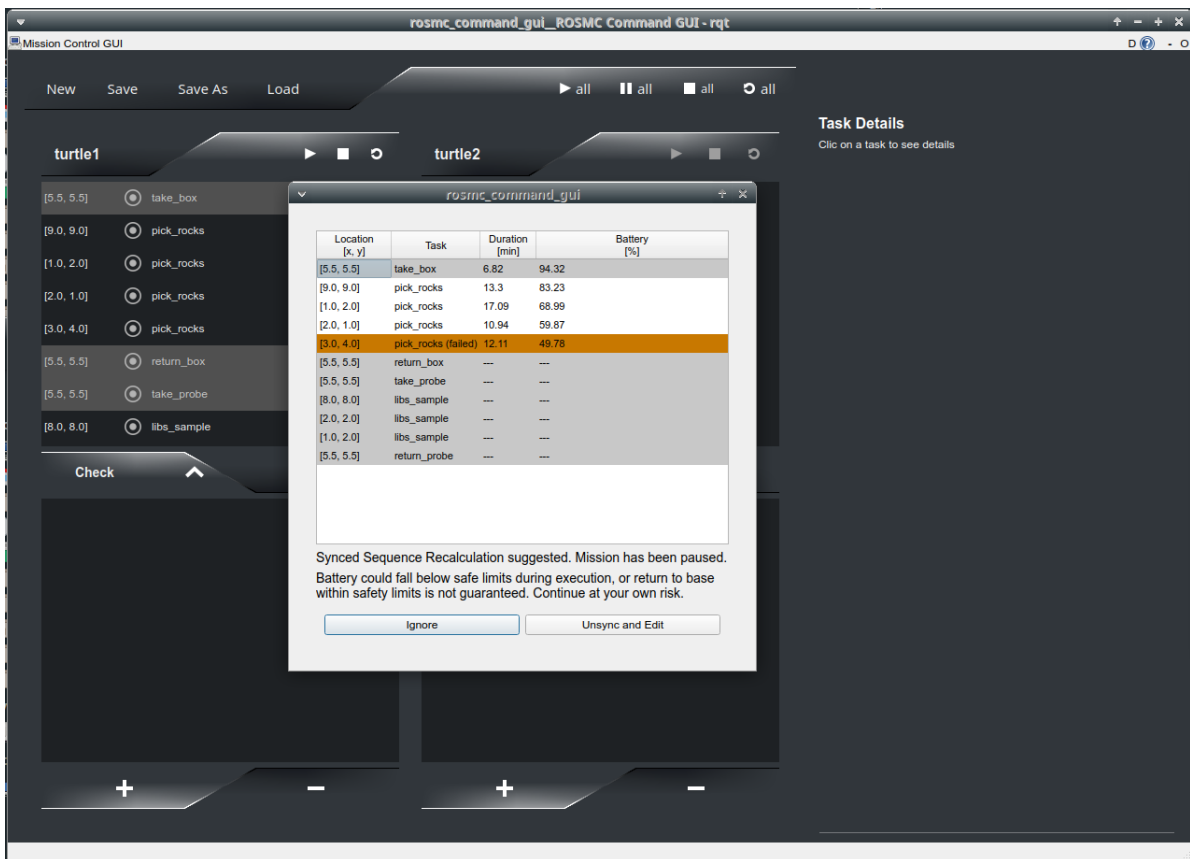 rosmc_command_gui__ROSMC Command GUI - rqt
Mission Control GUI
D ? - O
New Save Save As Load
all all all all
turtle1
turtle2
Task Details
Clic on a task to see details
[5.5, 5.5] take_box
[9.0, 9.0] pick_rocks
[1.0, 2.0] pick_rocks
[2.0, 1.0] pick_rocks
[3.0, 4.0] pick_rocks
[5.5, 5.5] return_box
[5.5, 5.5] take_probe
[8.0, 8.0] libs_sample
Check
rosmc_command_gui
Location [x, y] Task Duration [min] Battery [%]
[5.5, 5.5] take_box 6.82 94.32
[9.0, 9.0] pick_rocks 13.3 83.23
[1.0, 2.0] pick_rocks 17.09 68.99
[2.0, 1.0] pick_rocks 10.94 59.87
[3.0, 4.0] pick_rocks (failed) 12.11 49.78
[5.5, 5.5] return_box --- ---
[5.5, 5.5] take_probe --- ---
[8.0, 8.0] libs_sample --- ---
[2.0, 2.0] libs_sample --- ---
[1.0, 2.0] libs_sample --- ---
[5.5, 5.5] return_probe --- ---
Synced Sequence Recalculation suggested. Mission has been paused.
Battery could fall below safe limits during execution, or return to base
within safety limits is not guaranteed. Continue at your own risk.
Ignore
Unsync and Edit